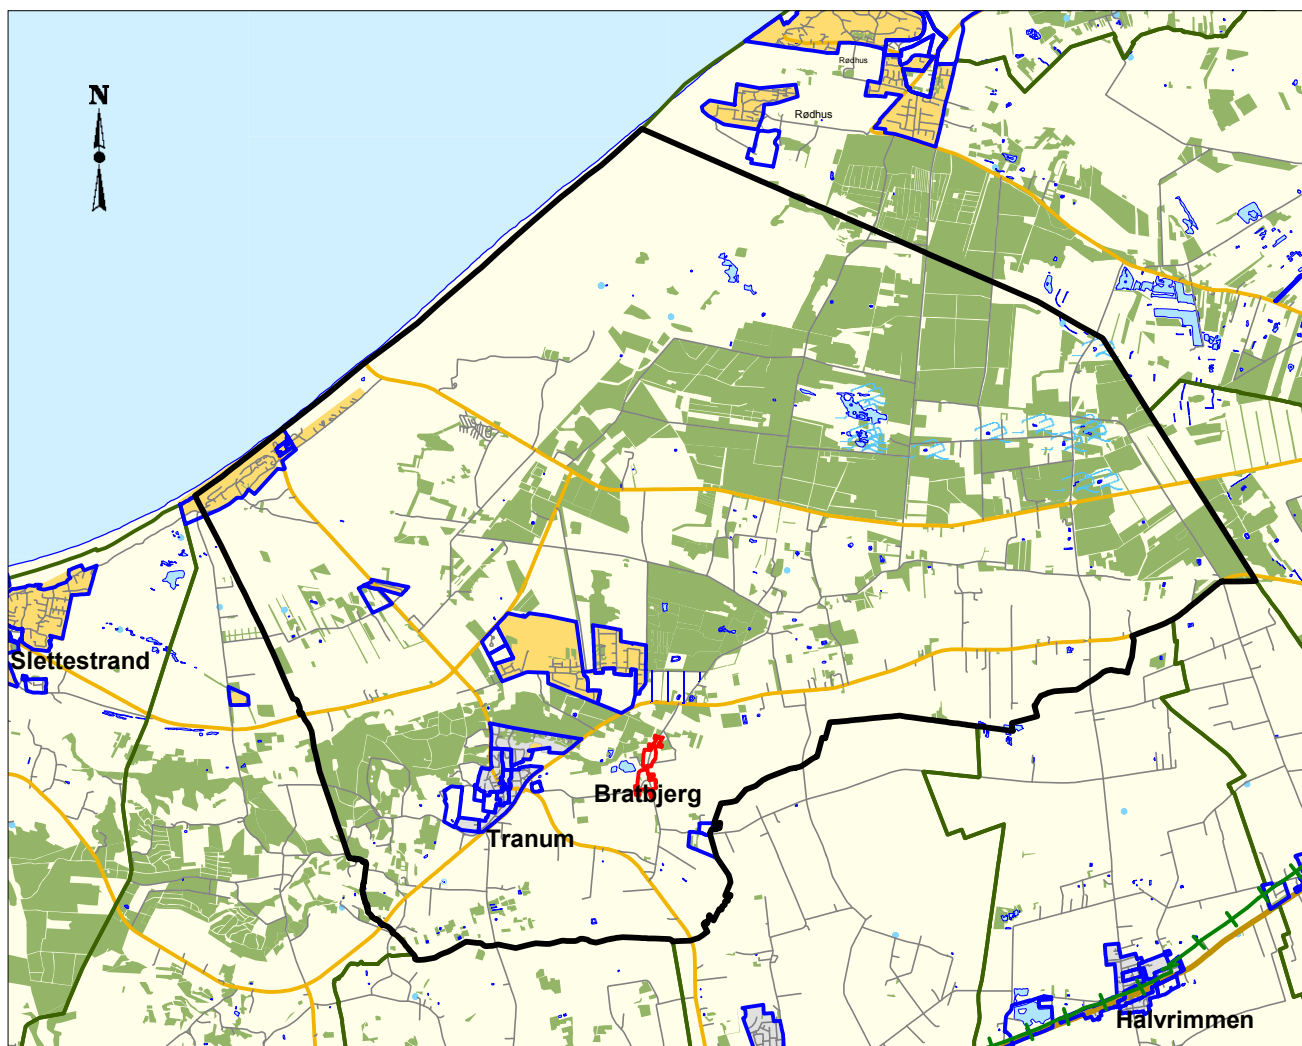 N
Rødhus
Rødhus
Slettestrand
Bratbjerg
Tranum
Halvrimmen